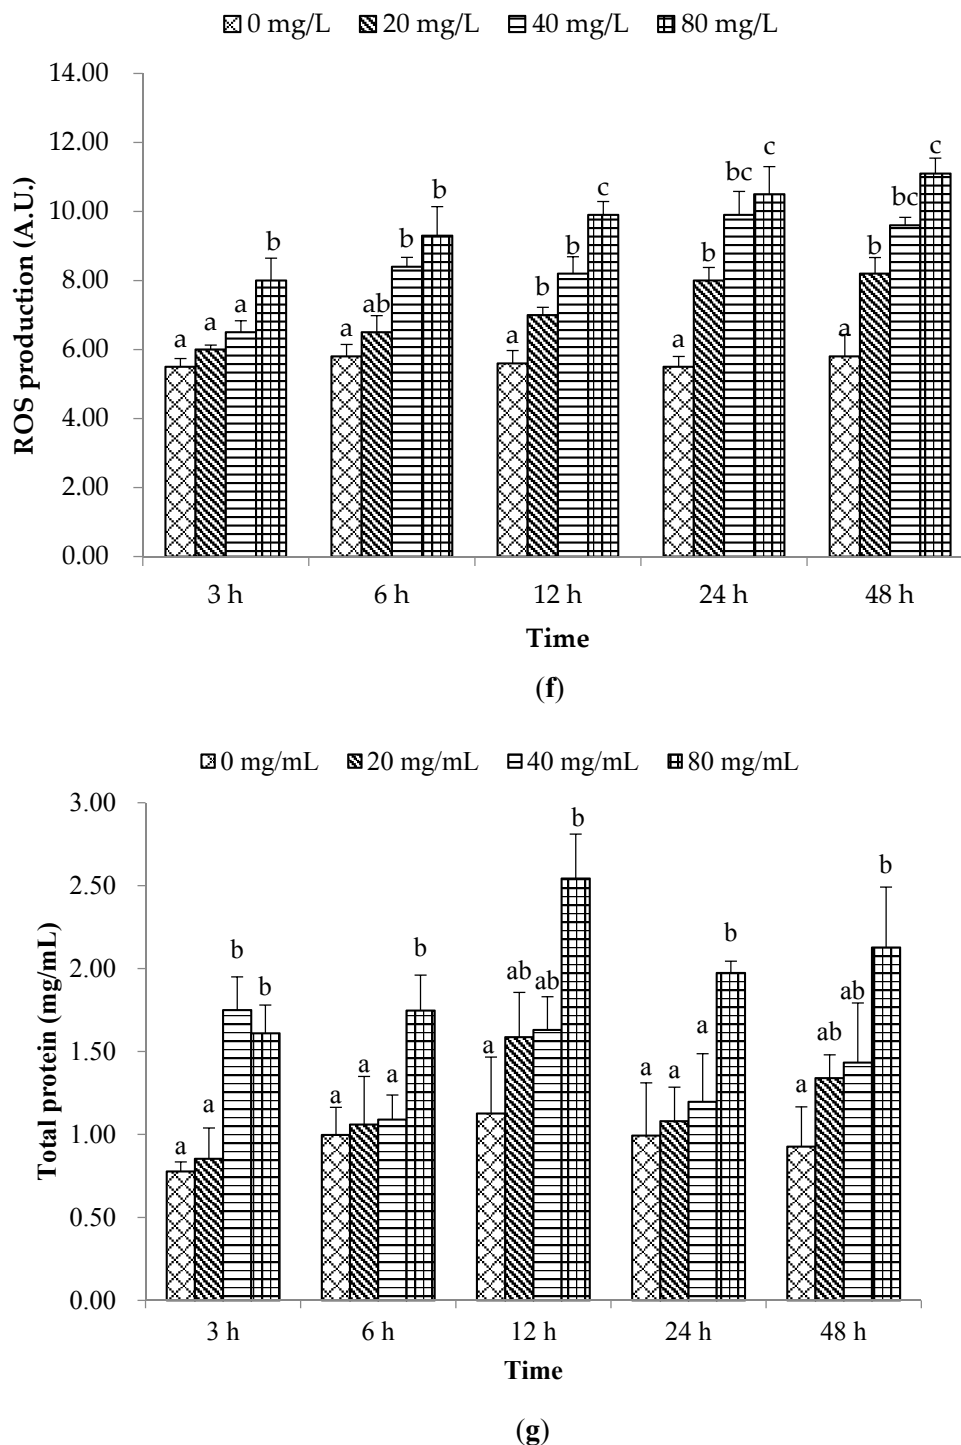 0 mg/L 20 mg/L 40 mg/L 80 mg/L
14.00
12.00
10.00
8.00
6.00
4.00
2.00
0.00
ROS production (A.U.)
a a a b
a ab b b
a b b c
a b bc c
a b bc c
3 h 6 h 12 h 24 h 48 h
Time
(f)
0 mg/mL 20 mg/mL 40 mg/mL 80 mg/mL
3.00
2.50
2.00
1.50
1.00
0.50
0.00
Total protein (mg/mL)
a a b b
a a a b
a ab ab b
a a a b
a ab ab b
3 h 6 h 12 h 24 h 48 h
Time
(g)